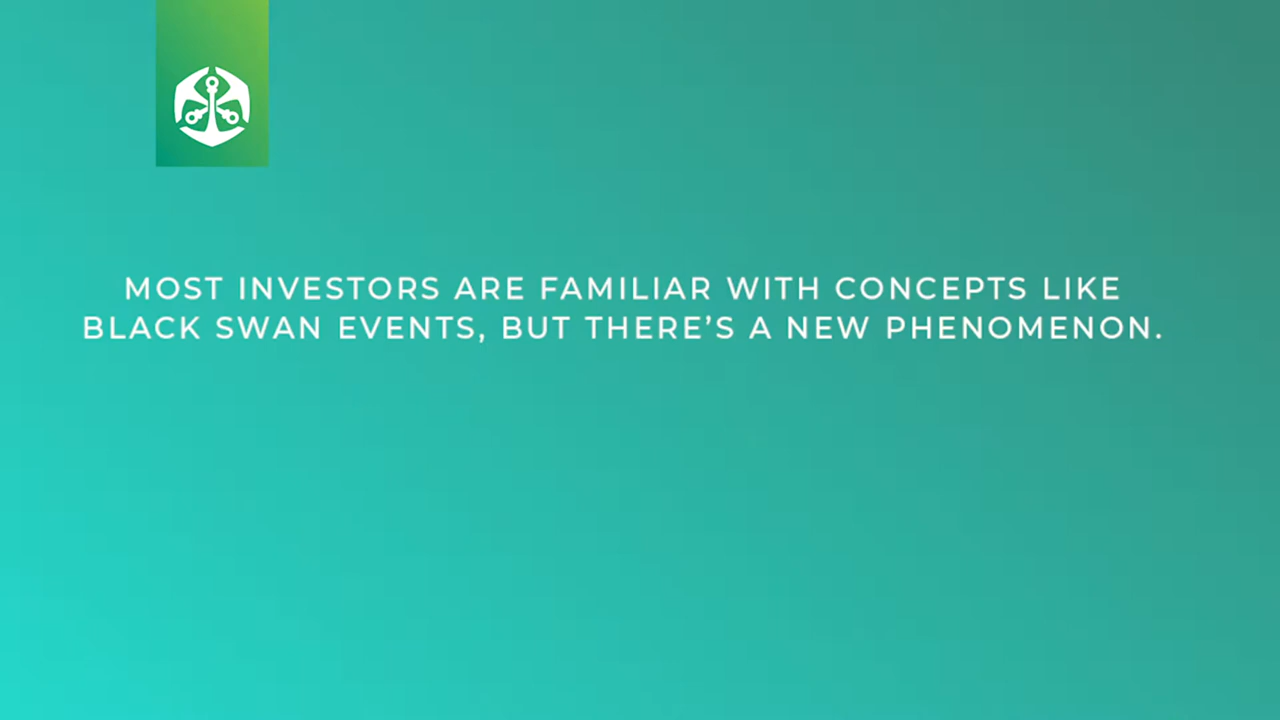 MOST INVESTORS ARE FAMILIAR WITH CONCEPTS LIKE
BLACK SWAN EVENTS, BUT THERE’S A NEW PHENOMENON.